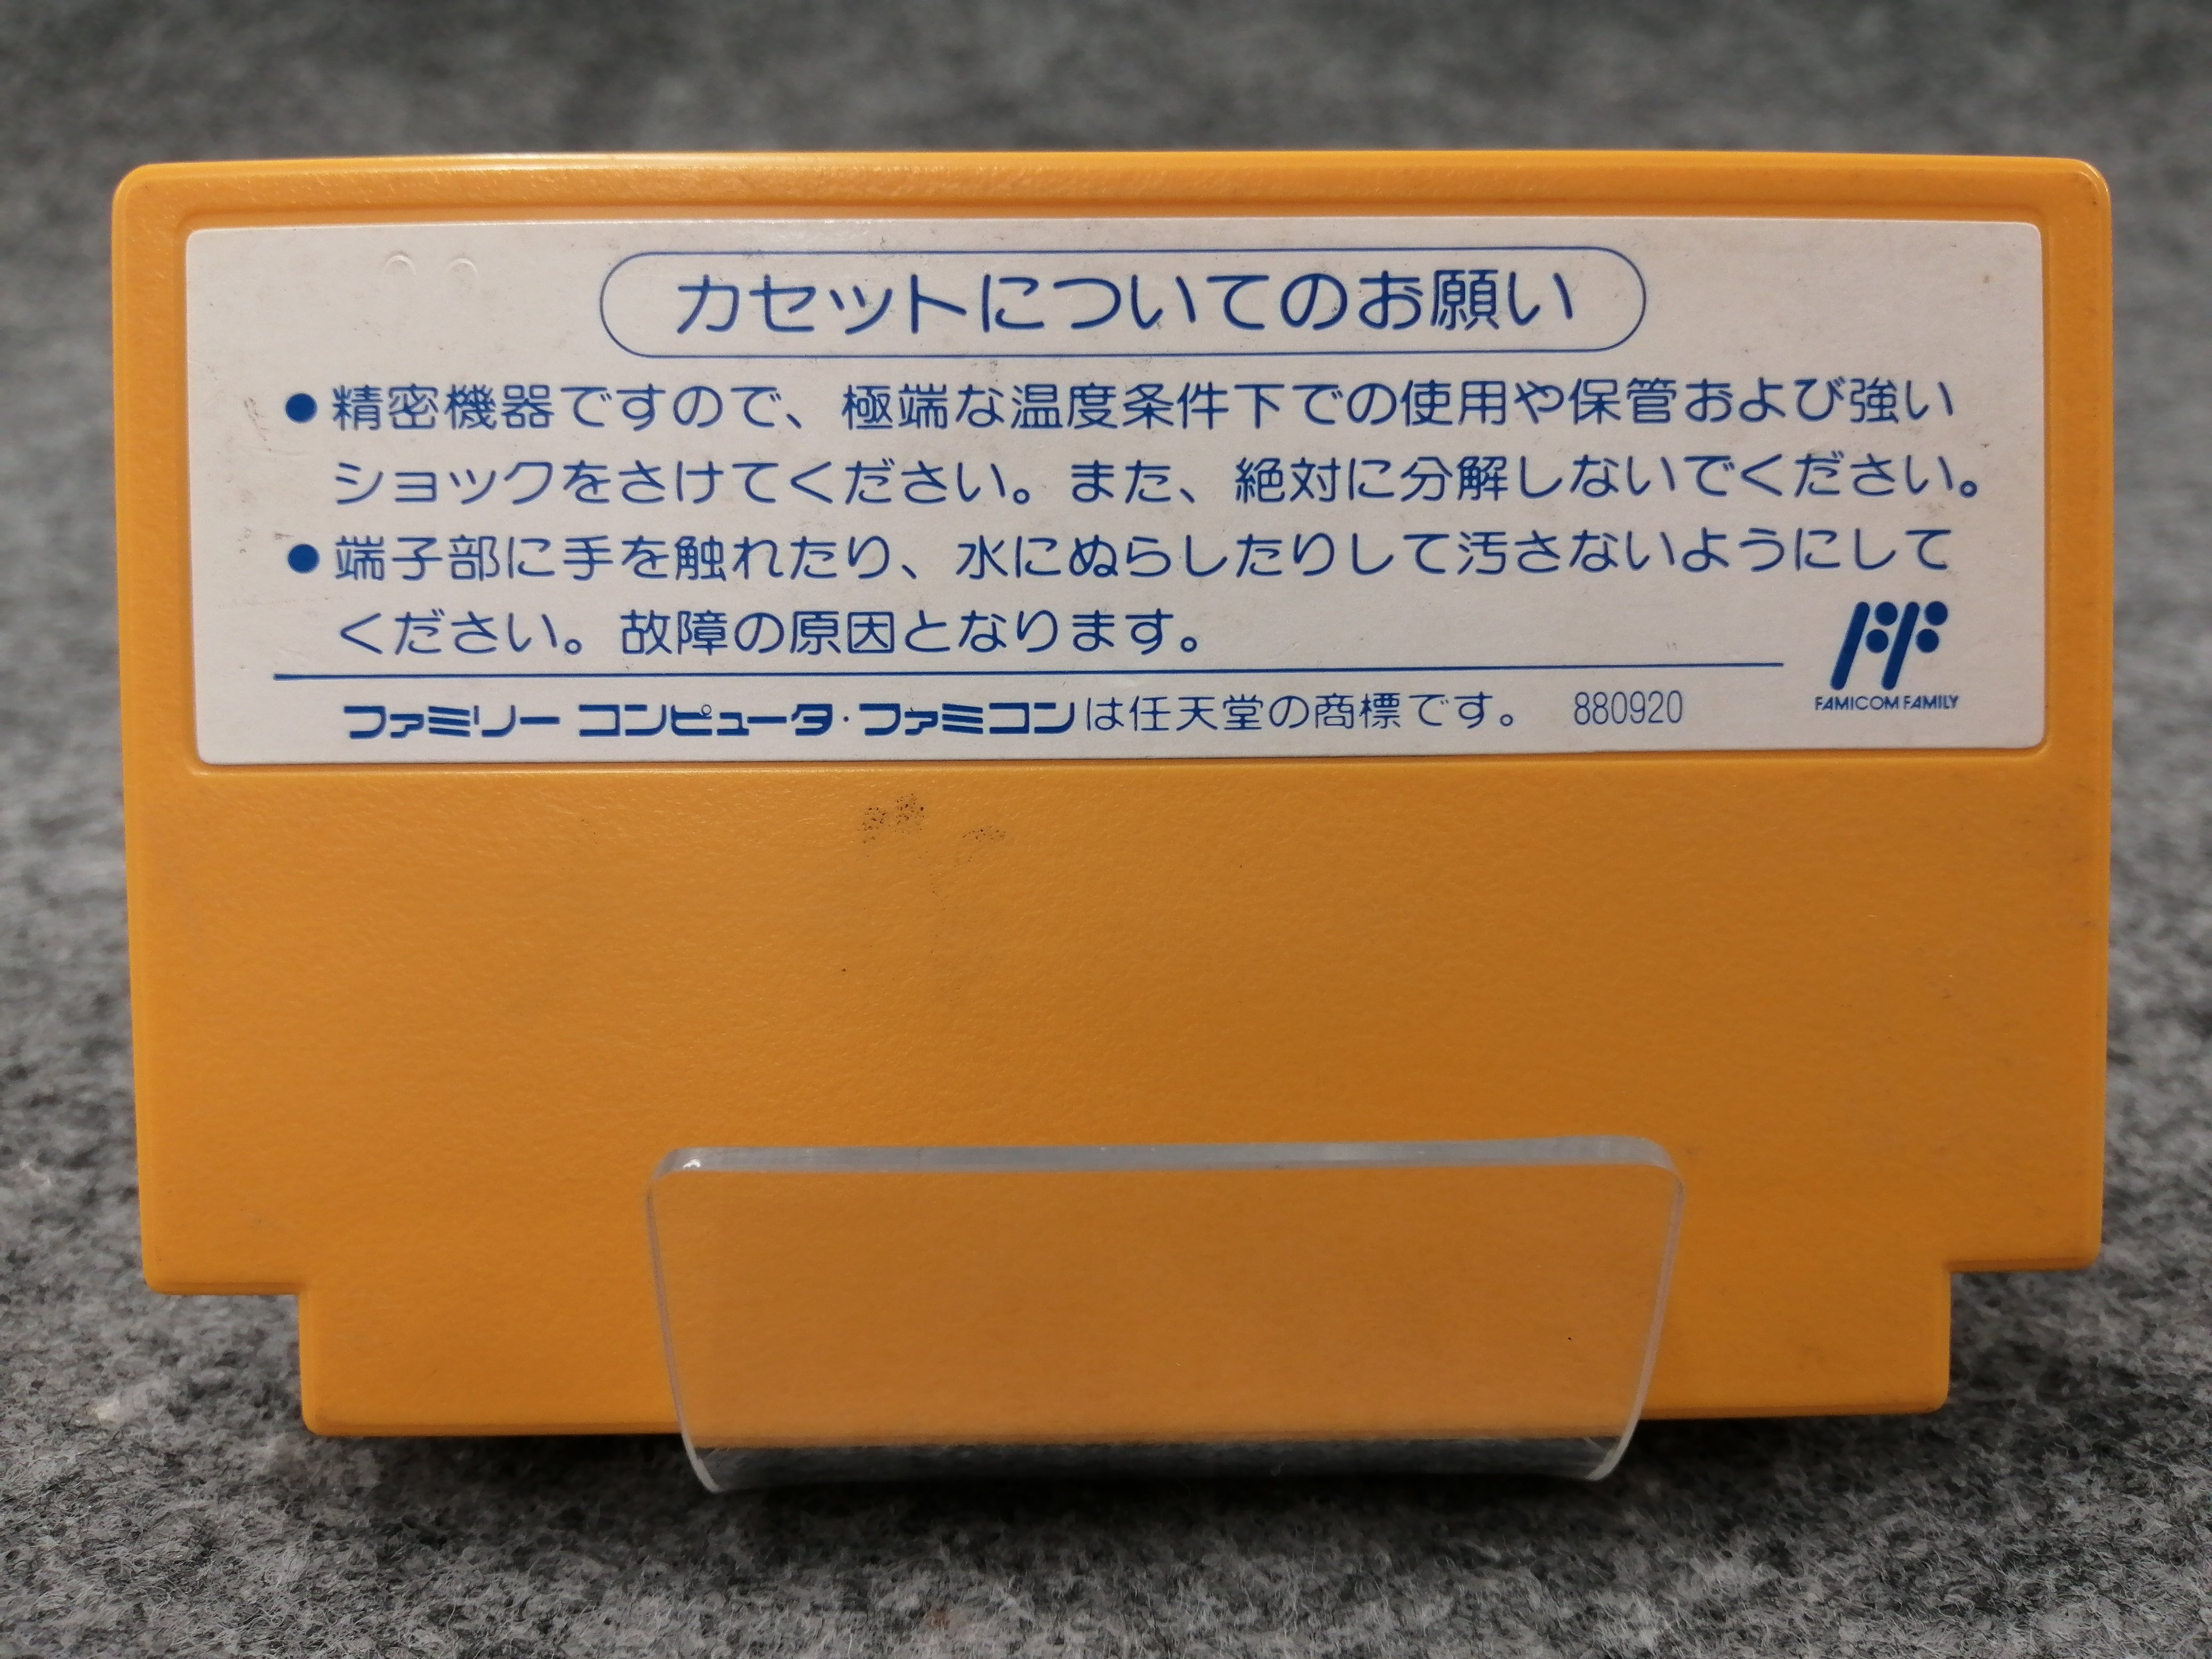 カセットについてのお願い
●精密機器ですので、極端な温度条件下での使用や保管および強い
ショックをさけてください。また、絶対に分解しないでください。
●端子部に手を触れたり、水にぬらしたりして汚さないようにして
ください。故障の原因となります。
ファミリー コンピュータ・ファミコンは任天堂の商標です。 880920
FAMICOM FAMILY